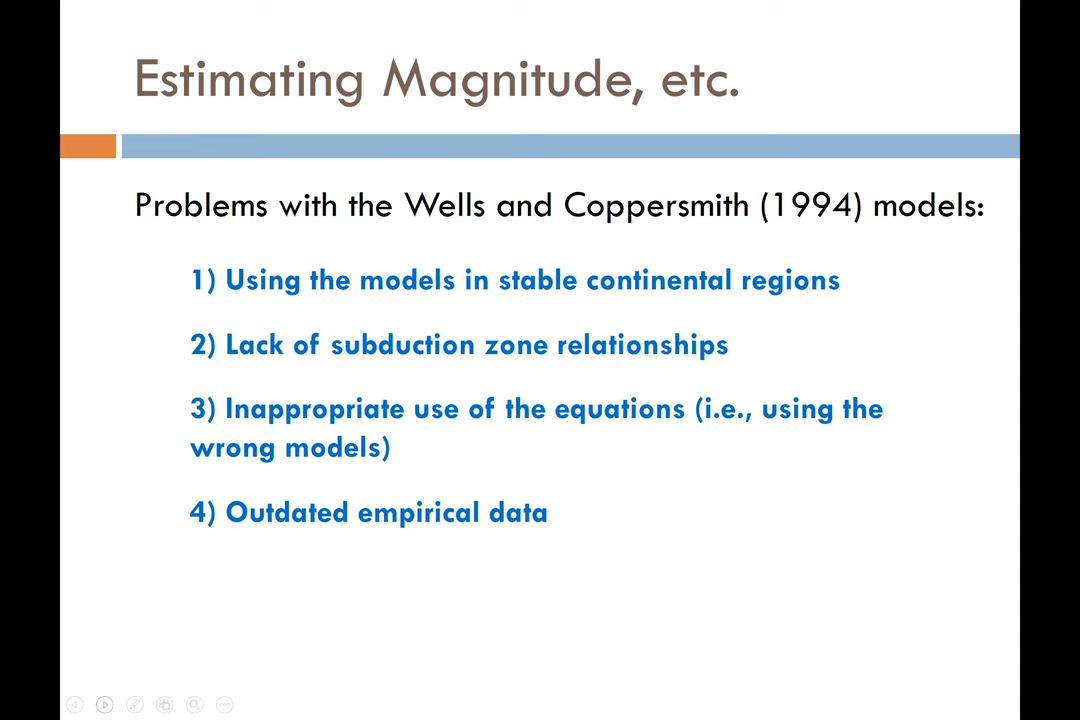 Estimating Magnitude, etc.
Problems with the Wells and Coppersmith (1994) models:
1) Using the models in stable continental regions
2) Lack of subduction zone relationships
3) Inappropriate use of the equations (i.e., using the
wrong models)
4) Outdated empirical data